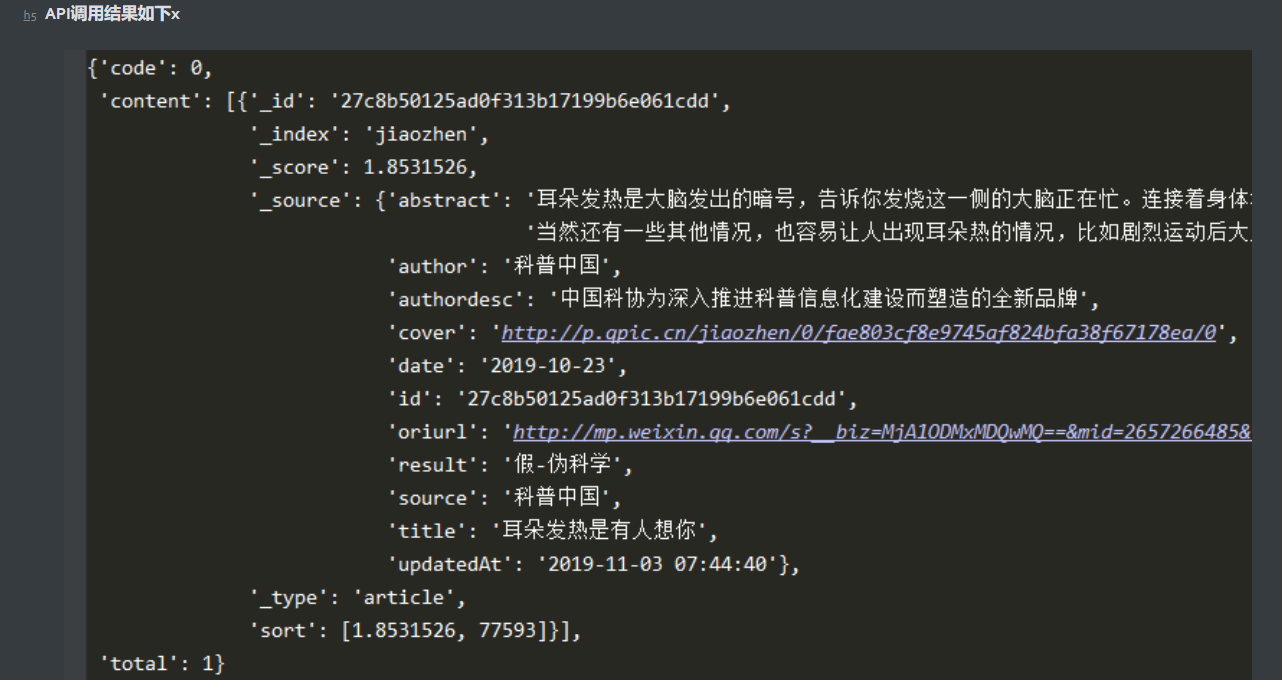 h5 API调用结果如下x
{'code': 0,
'content': [{'_id': '27c8b50125ad0f313b17199b6e061cdd',
'_index': 'jiaozhen',
'_score': 1.8531526,
'_source': {'abstract': '耳朵发热是大脑发出的暗号，告诉你发烧这一侧的大脑正在忙。连接着身体
'当然还有一些其他情况，也容易让人出现耳朵热的情况，比如剧烈运动后大
'author': '科普中国',
'authordesc': '中国科协为深入推进科普信息化建设而塑造的全新品牌',
'cover': 'http://p.qpic.cn/jiaozhen/0/fae803cf8e9745af824bfa38f67178ea/0',
'date': '2019-10-23',
'id': '27c8b50125ad0f313b17199b6e061cdd',
'oriurl': 'http://mp.weixin.qq.com/s?__biz=MjA1ODMxMDQwMQ==&mid=2657266485&
'result': '假-伪科学',
'source': '科普中国',
'title': '耳朵发热是有人想你',
'updatedAt': '2019-11-03 07:44:40'},
'_type': 'article',
'sort': [1.8531526, 77593]}],
'total': 1}